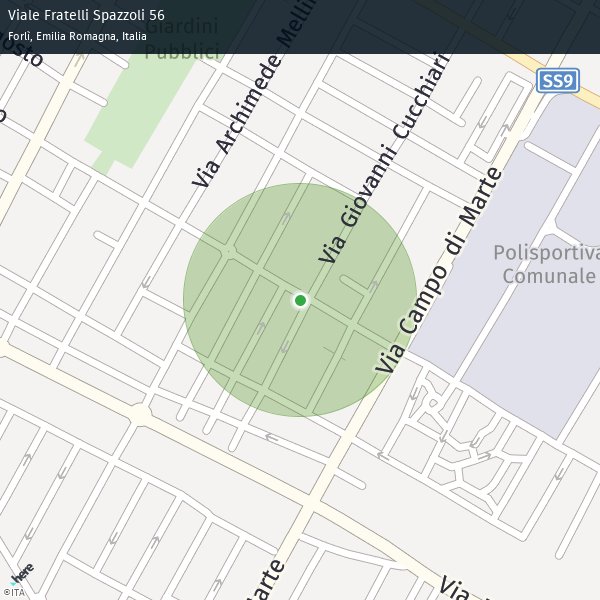 Viale Fratelli Spazzoli 56
Forlì, Emilia Romagna, Italia
osto
Giardini
Pubblici
o
Via Archimede Mellini
Via Giovanni Cucchiari
SS9
Via Campo di Marte
Polisportiva
Comunale
arte
Via
here
©ITA